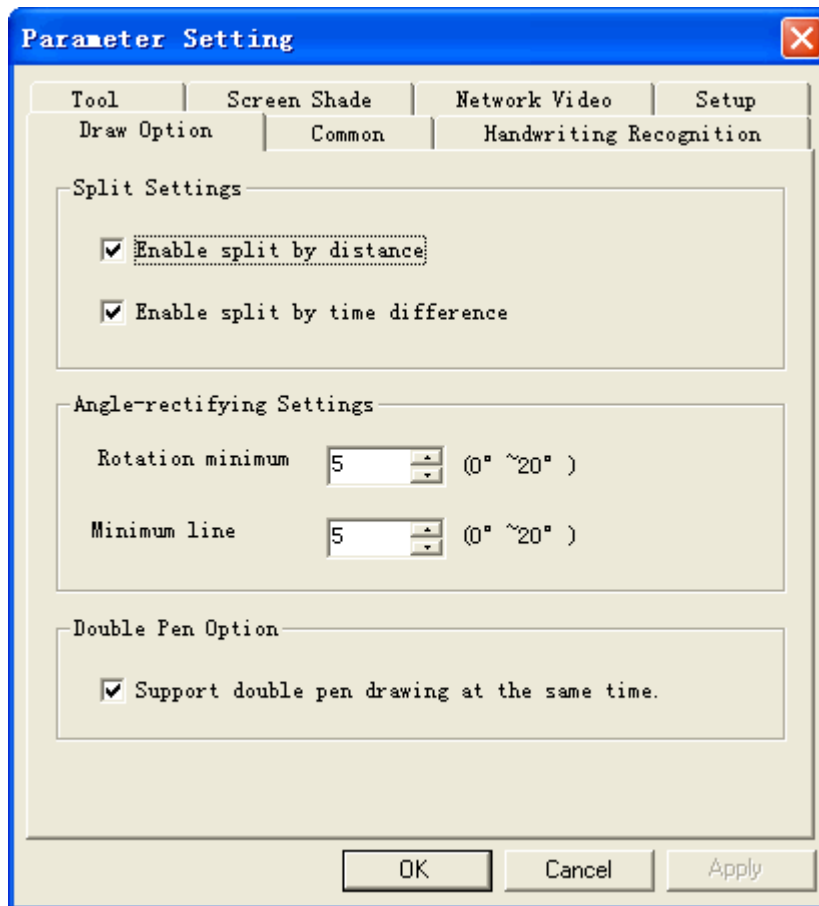 Parameter Setting
Tool Screen Shade Network Video Setup
Draw Option Common Handwriting Recognition
Split Settings
Enable split by distance
Enable split by time difference
Angle-rectifying Settings
Rotation minimum 5 (0° ~20° )
Minimum line 5 (0° ~20° )
Double Pen Option
Support double pen drawing at the same time.
OK Cancel Apply